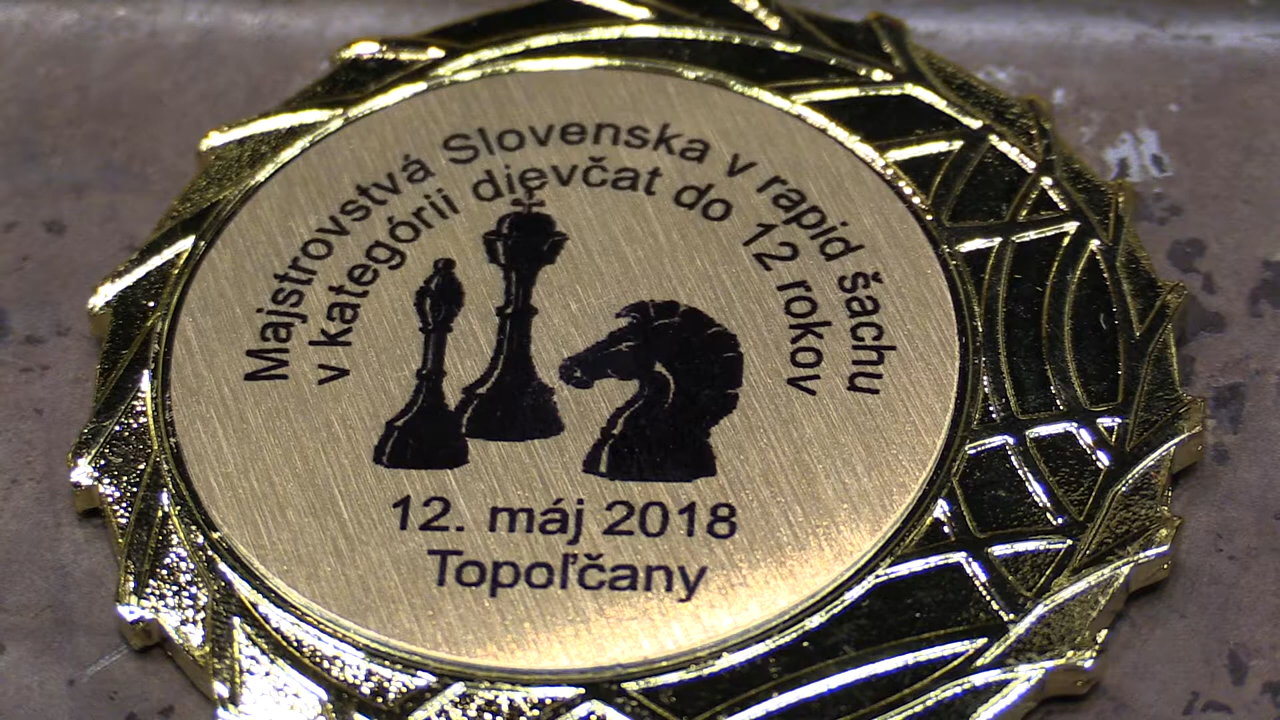 Majstrovstvá Slovenska v rapid šachu
v kategórii dievčat do 12 rokov
12. máj 2018
Topoľčany